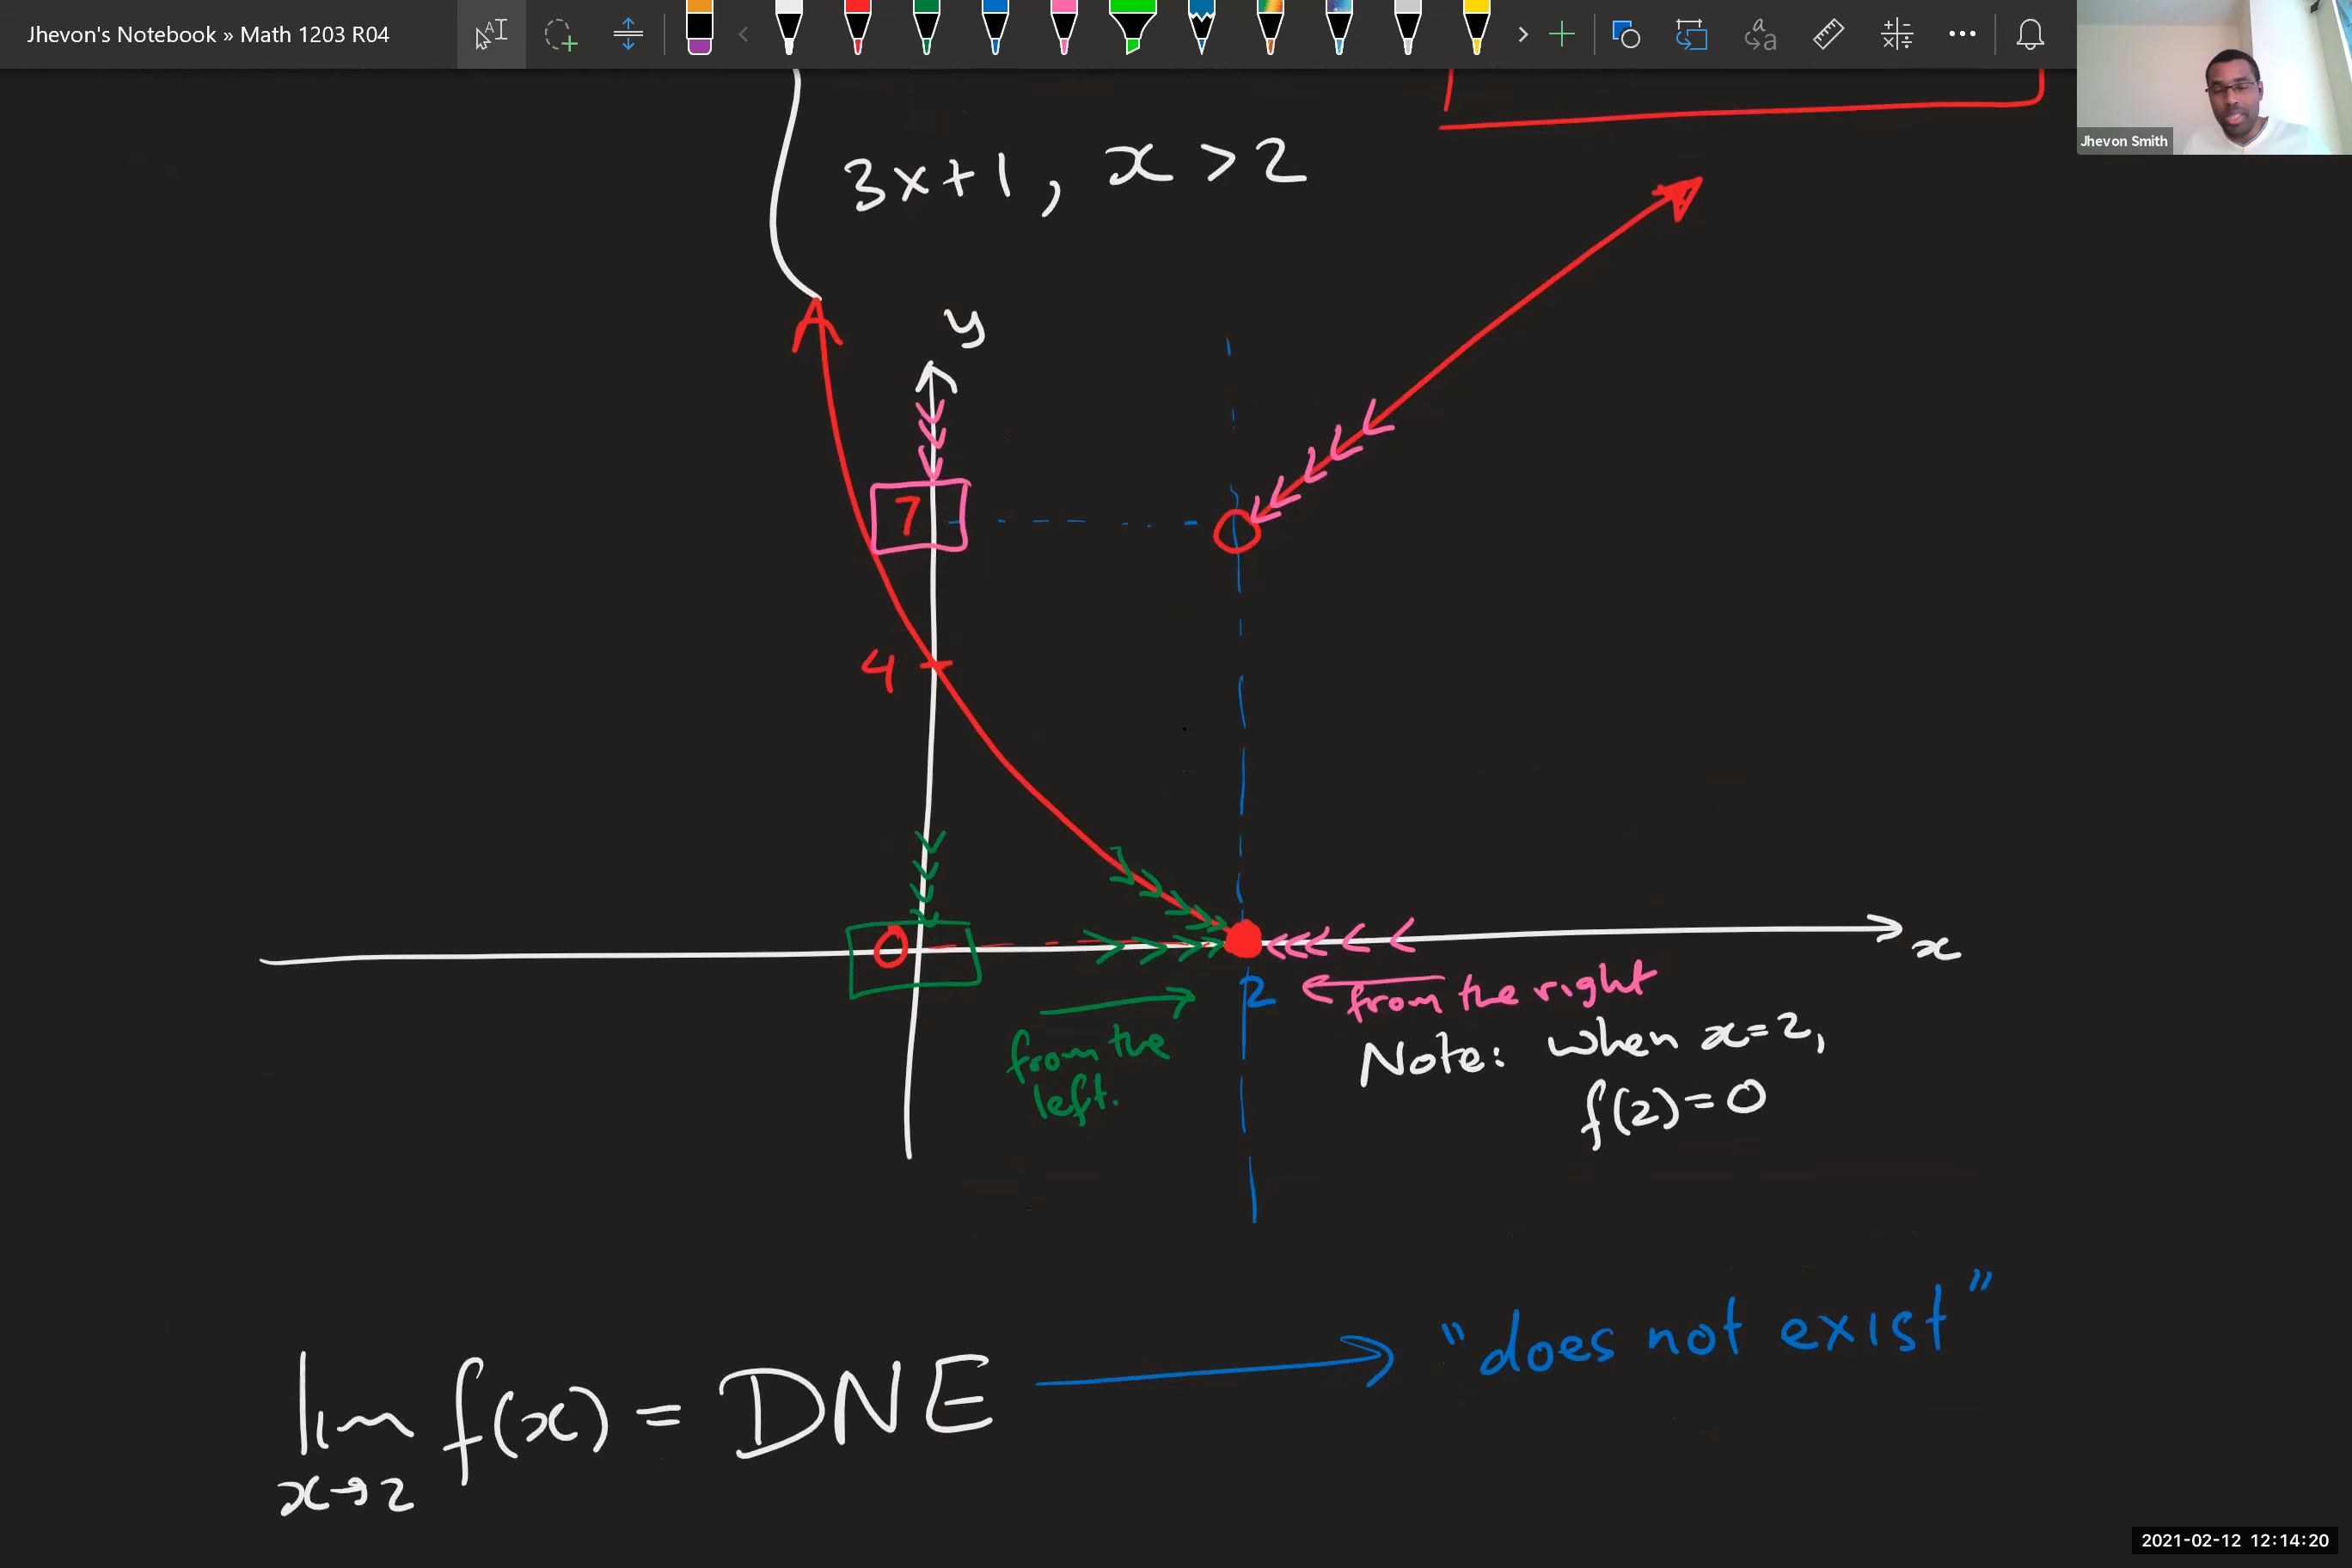 Jhevon's Notebook » Math 1203 R04
Jhevon Smith
3x+1, x>2
y
7
4
0
x
2
from the right
from the
left.
Note: when x=2,
f(2)=0
lim f(x) = DNE
x→2
"does not exist"
2021-02-12 12:14:20